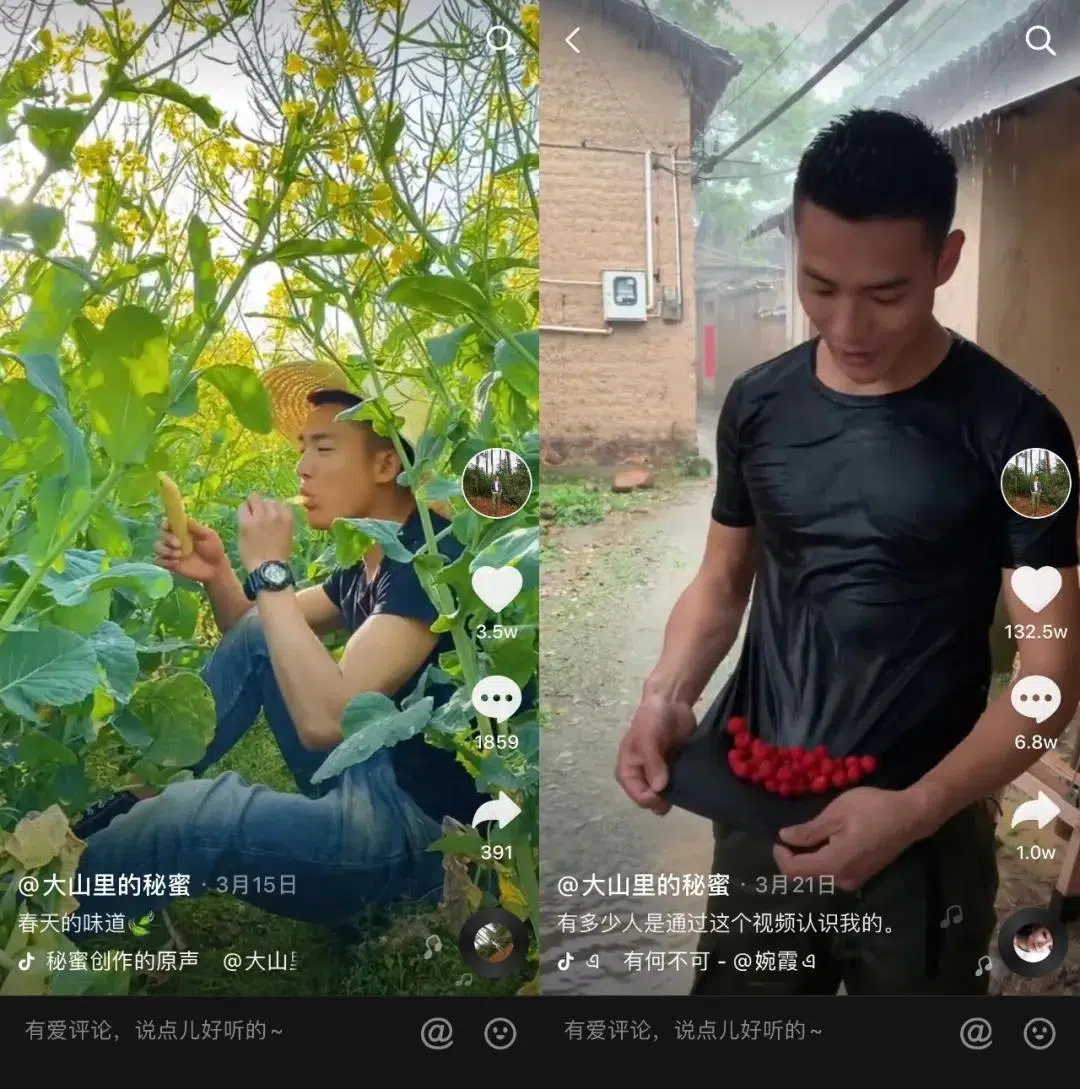 3.5w
1859
391
@大山里的秘蜜 · 3月15日
春天的味道
秘蜜创作的原声 @大山里
有爱评论，说点儿好听的~
132.5w
6.8w
1.0w
@大山里的秘蜜 · 3月21日
有多少人是通过这个视频认识我的。
有何不可 - @婉霞
有爱评论，说点儿好听的~